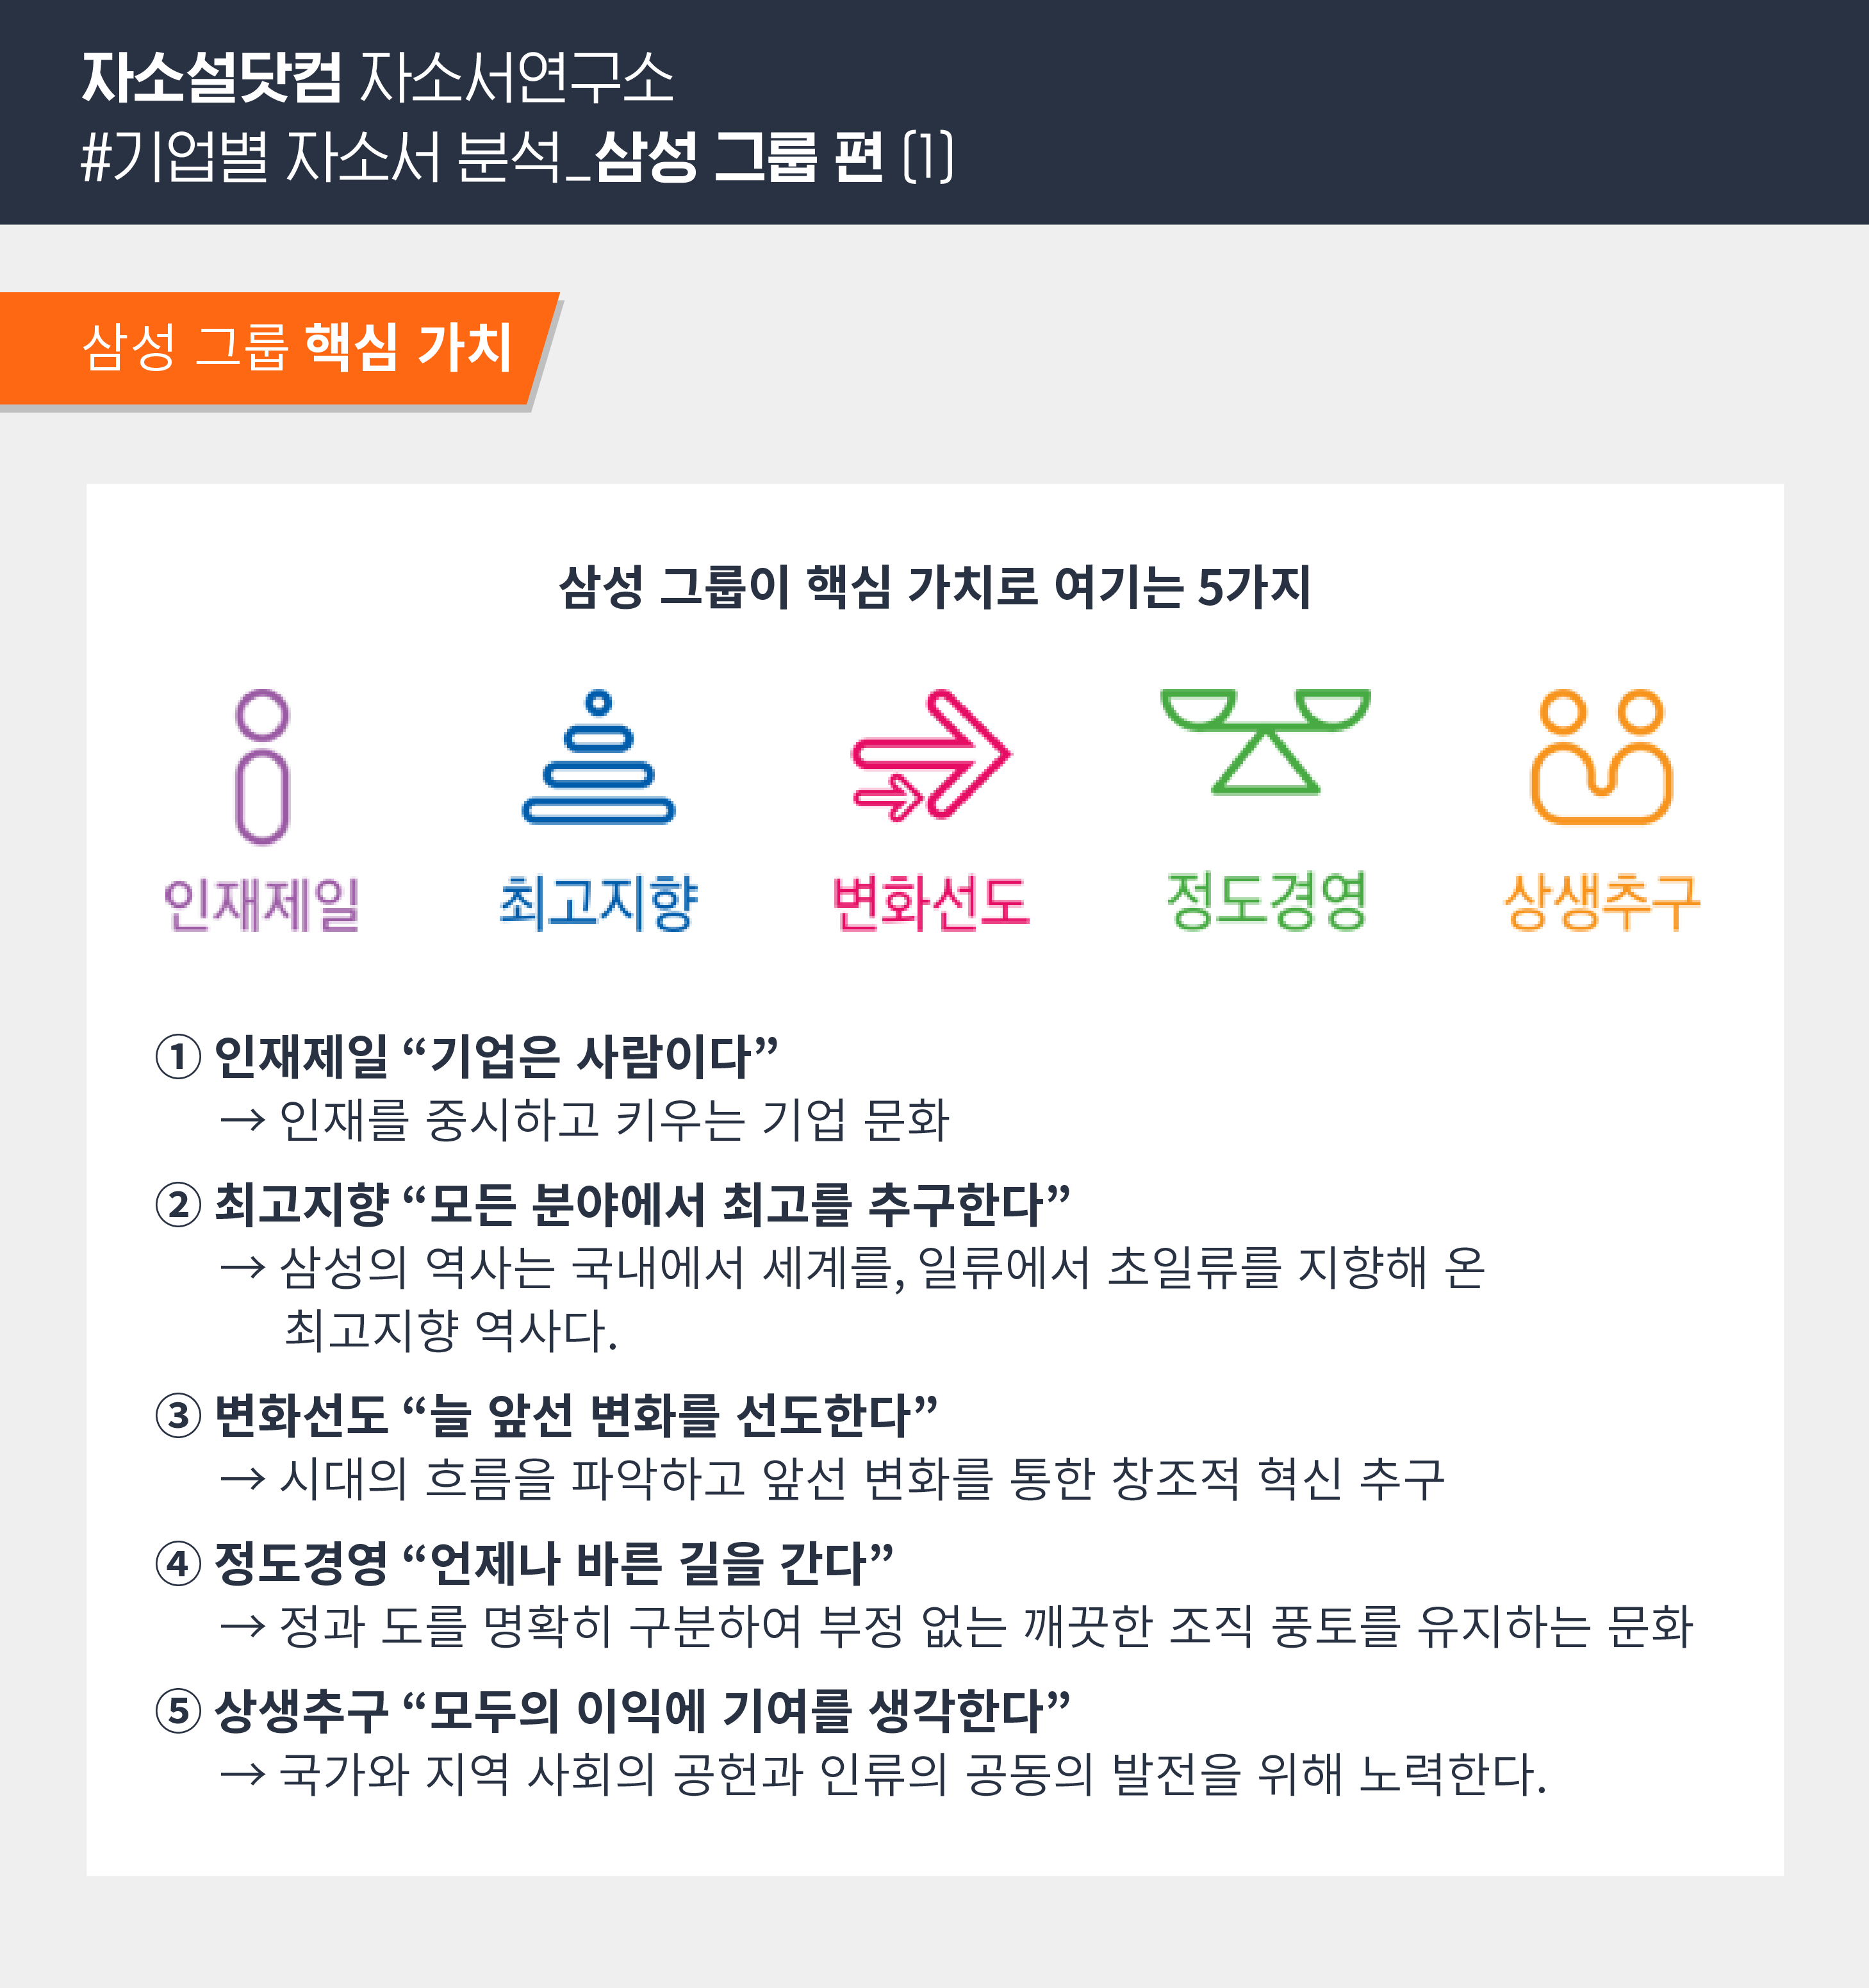 자소설닷컴 자소서연구소
#기업별 자소서 분석_삼성 그룹 편 (1)
삼성 그룹 핵심 가치
삼성 그룹이 핵심 가치로 여기는 5가지
인재제일 최고지향 변화선도 정도경영 상생추구
① 인재제일 “기업은 사람이다”
→ 인재를 중시하고 키우는 기업 문화
② 최고지향 “모든 분야에서 최고를 추구한다”
→ 삼성의 역사는 국내에서 세계를, 일류에서 초일류를 지향해 온
최고지향 역사다.
③ 변화선도 “늘 앞선 변화를 선도한다”
→ 시대의 흐름을 파악하고 앞선 변화를 통한 창조적 혁신 추구
④ 정도경영 “언제나 바른 길을 간다”
→ 정과 도를 명확히 구분하여 부정 없는 깨끗한 조직 풍토를 유지하는 문화
⑤ 상생추구 “모두의 이익에 기여를 생각한다”
→ 국가와 지역 사회의 공헌과 인류의 공동의 발전을 위해 노력한다.